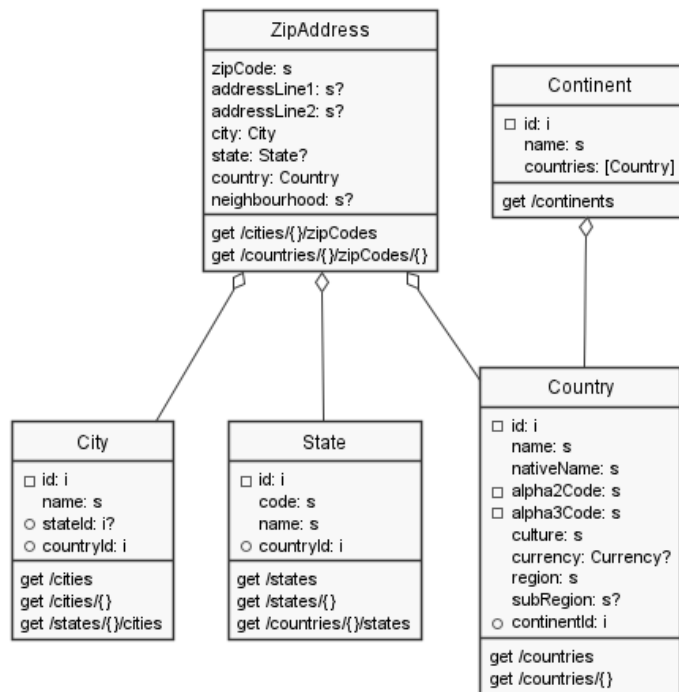 ZipAddress
zipCode: s
addressLine1: s?
addressLine2: s?
city: City
state: State?
country: Country
neighbourhood: s?
get /cities/{}/zipCodes
get /countries/{}/zipCodes/{}
Continent
id: i
name: s
countries: [Country]
get /continents
City
id: i
name: s
stateId: i?
countryId: i
get /cities
get /cities/{}
get /states/{}/cities
State
id: i
code: s
name: s
countryId: i
get /states
get /states/{}
get /countries/{}/states
Country
id: i
name: s
nativeName: s
alpha2Code: s
alpha3Code: s
culture: s
currency: Currency?
region: s
subRegion: s?
continentId: i
get /countries
get /countries/{}